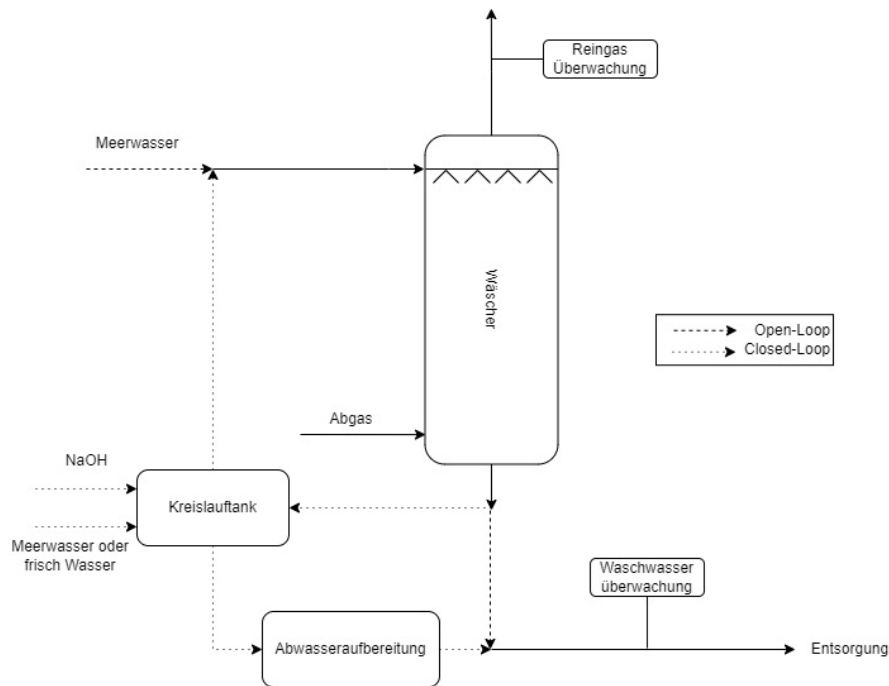 Reingas
Überwachung
Meerwasser
Wäscher
Open-Loop
Closed-Loop
Abgas
NaOH
Kreislauftank
Meerwasser oder
frisch Wasser
Waschwasser
überwachung
Abwasseraufbereitung
Entsorgung